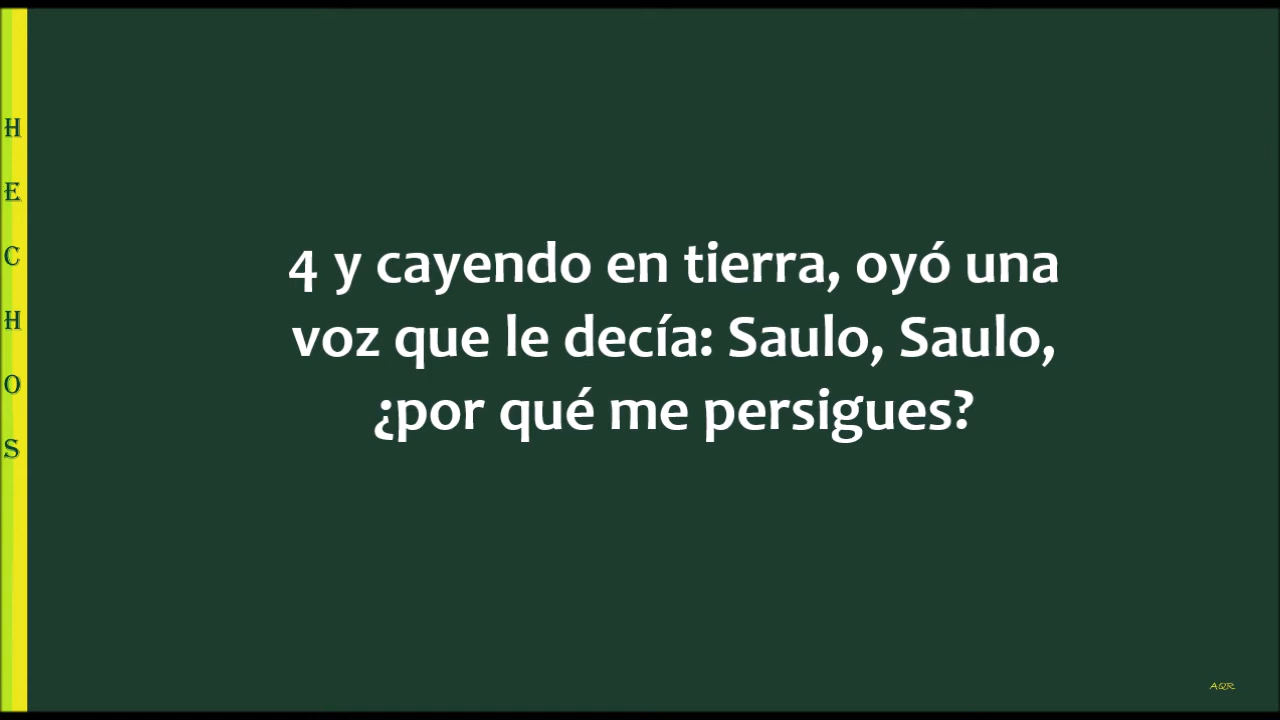 HECHOS
4 y cayendo en tierra, oyó una
voz que le decía: Saulo, Saulo,
¿por qué me persigues?
AQR